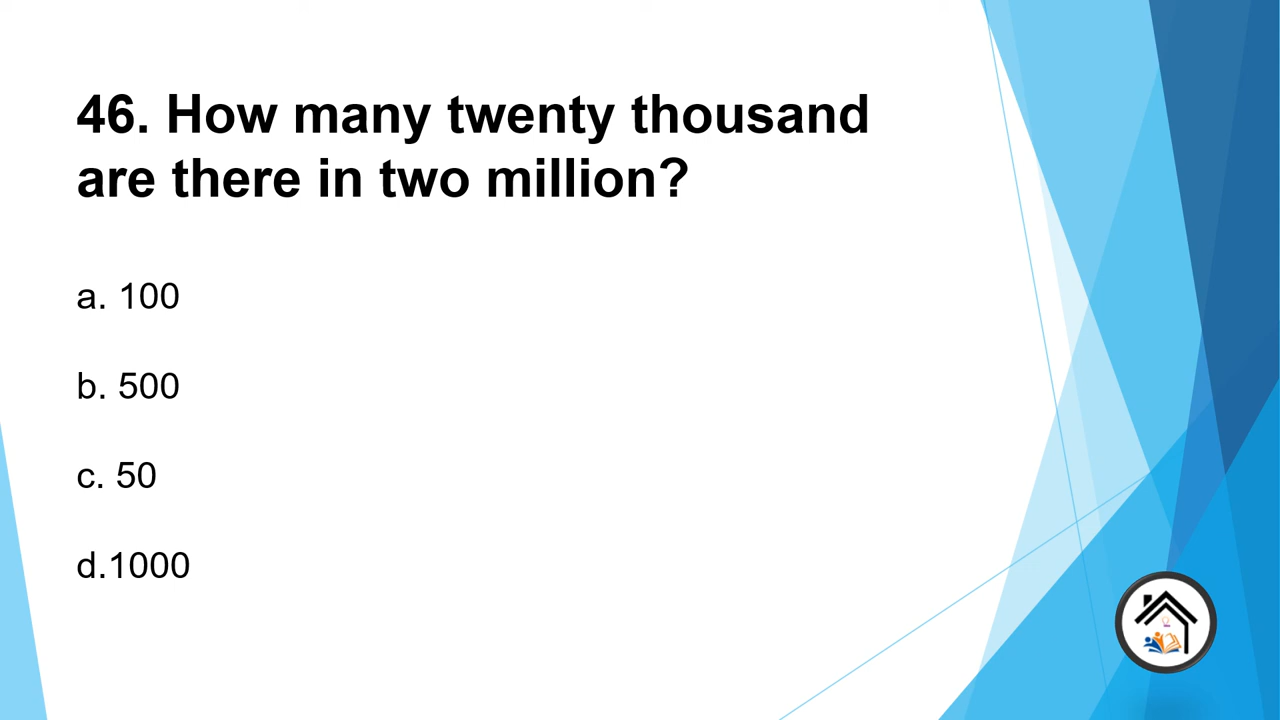 46. How many twenty thousand
are there in two million?
a. 100
b. 500
c. 50
d.1000